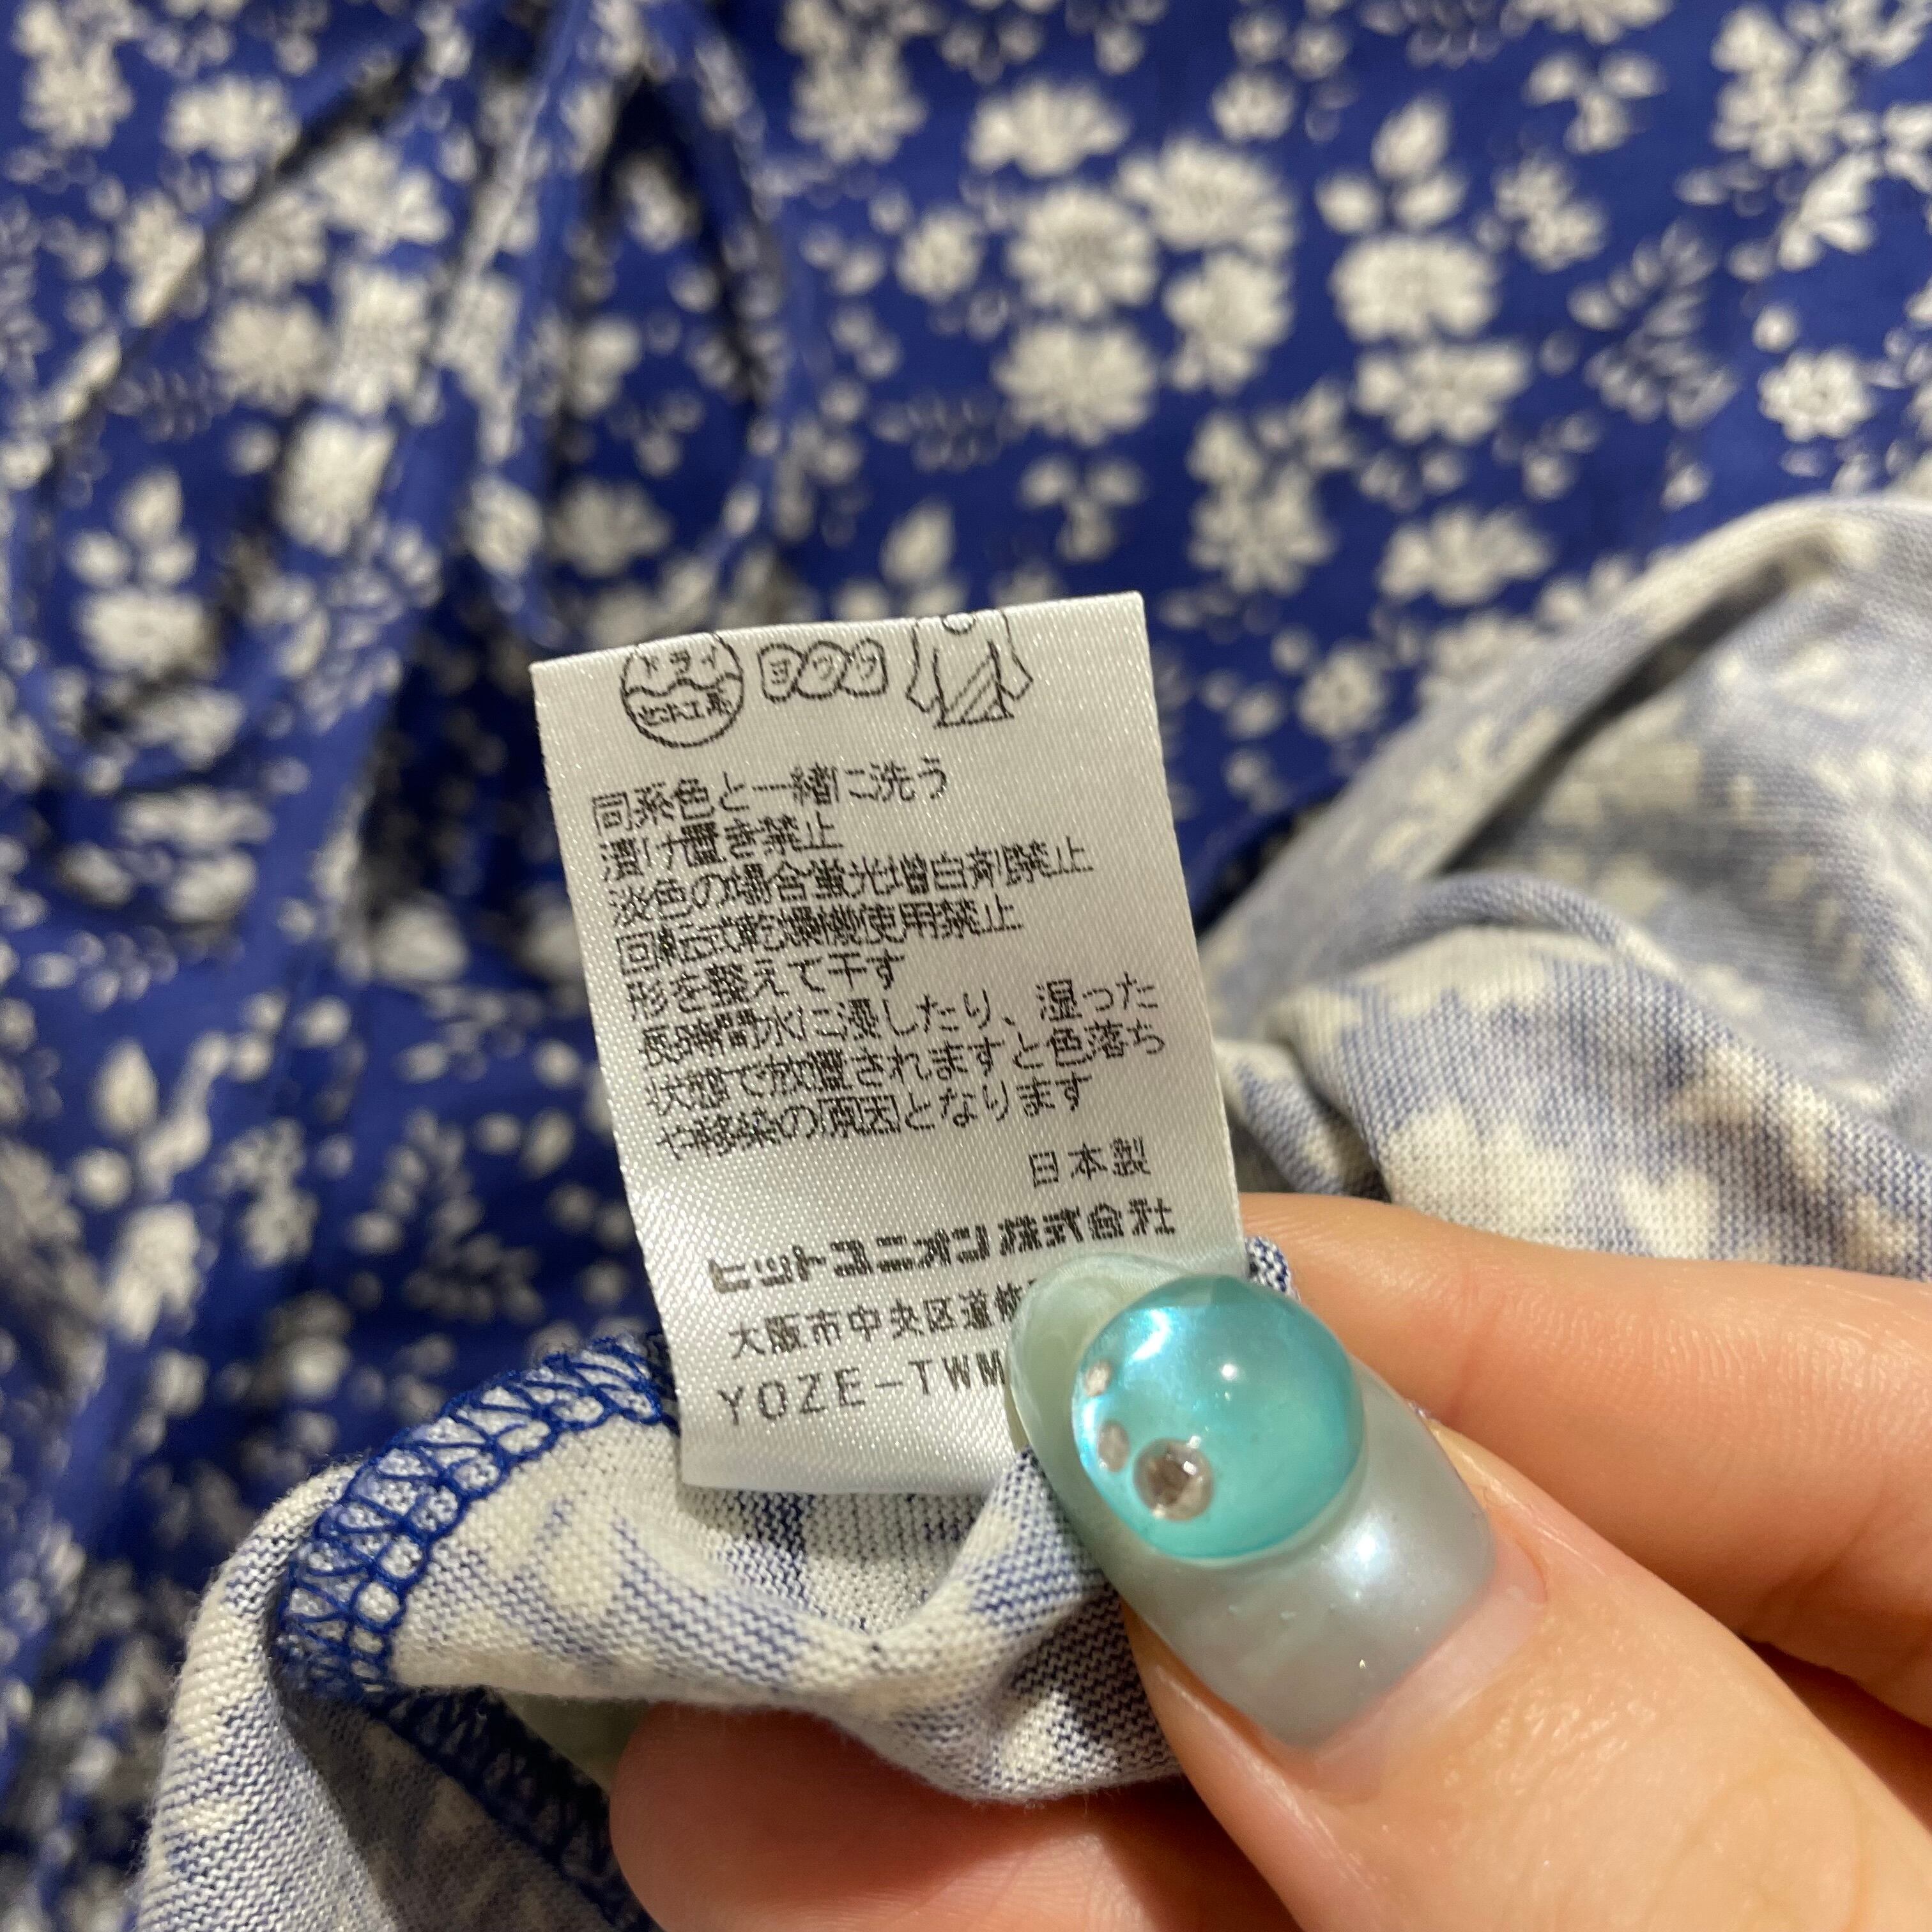 ドライ
セキユ系
ヨワク
同系色と一緒に洗う
漬け置き禁止
淡色の場合蛍光増白剤禁止
回転式乾燥機使用禁止
形を整えて干す
長時間水に浸したり、湿った
状態で放置されますと色落ち
や移染の原因となります
日本製
ヒットユニオン株式会社
大阪市中央区道修
YOZE-TWM